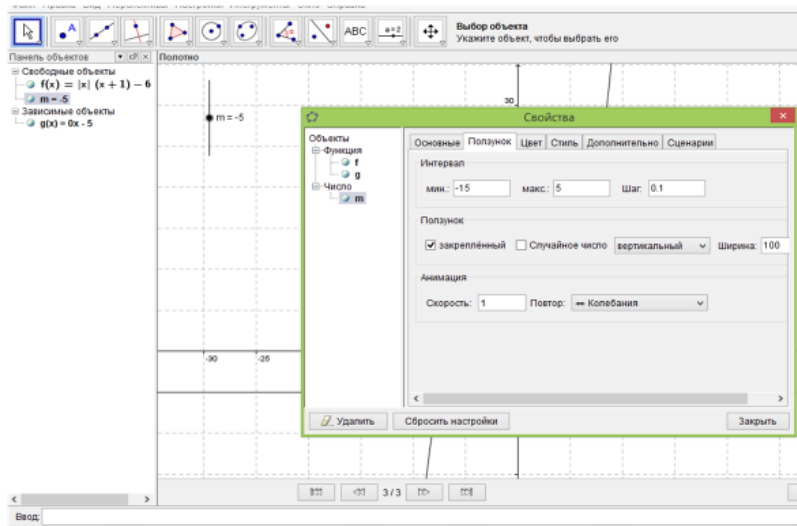 ABC
a=2
Выбор объекта
Укажите объект, чтобы выбрать его
Панель объектов
Полотно
Свободные объекты
f(x) = |x| (x + 1) − 6
m = -5
Зависимые объекты
g(x) = 0x - 5
m = -5
30
-30
-25
Свойства
Объекты
Функция
f
g
Число
m
Основные Ползунок Цвет Стиль Дополнительно Сценарии
Интервал
мин.: -15 макс.: 5 Шаг: 0.1
Ползунок
закреплённый Случайное число вертикальный Ширина: 100
Анимация
Скорость: 1 Повтор: ⇔ Колебания
Удалить Сбросить настройки Закрыть
3 / 3
Ввод: